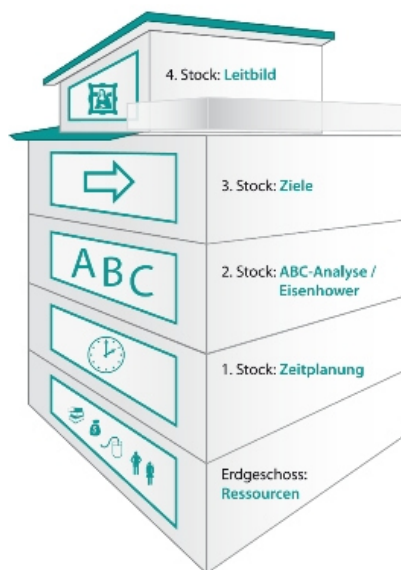 4. Stock: Leitbild
3. Stock: Ziele
ABC
2. Stock: ABC-Analyse /
Eisenhower
1. Stock: Zeitplanung
Erdgeschoss:
Ressourcen